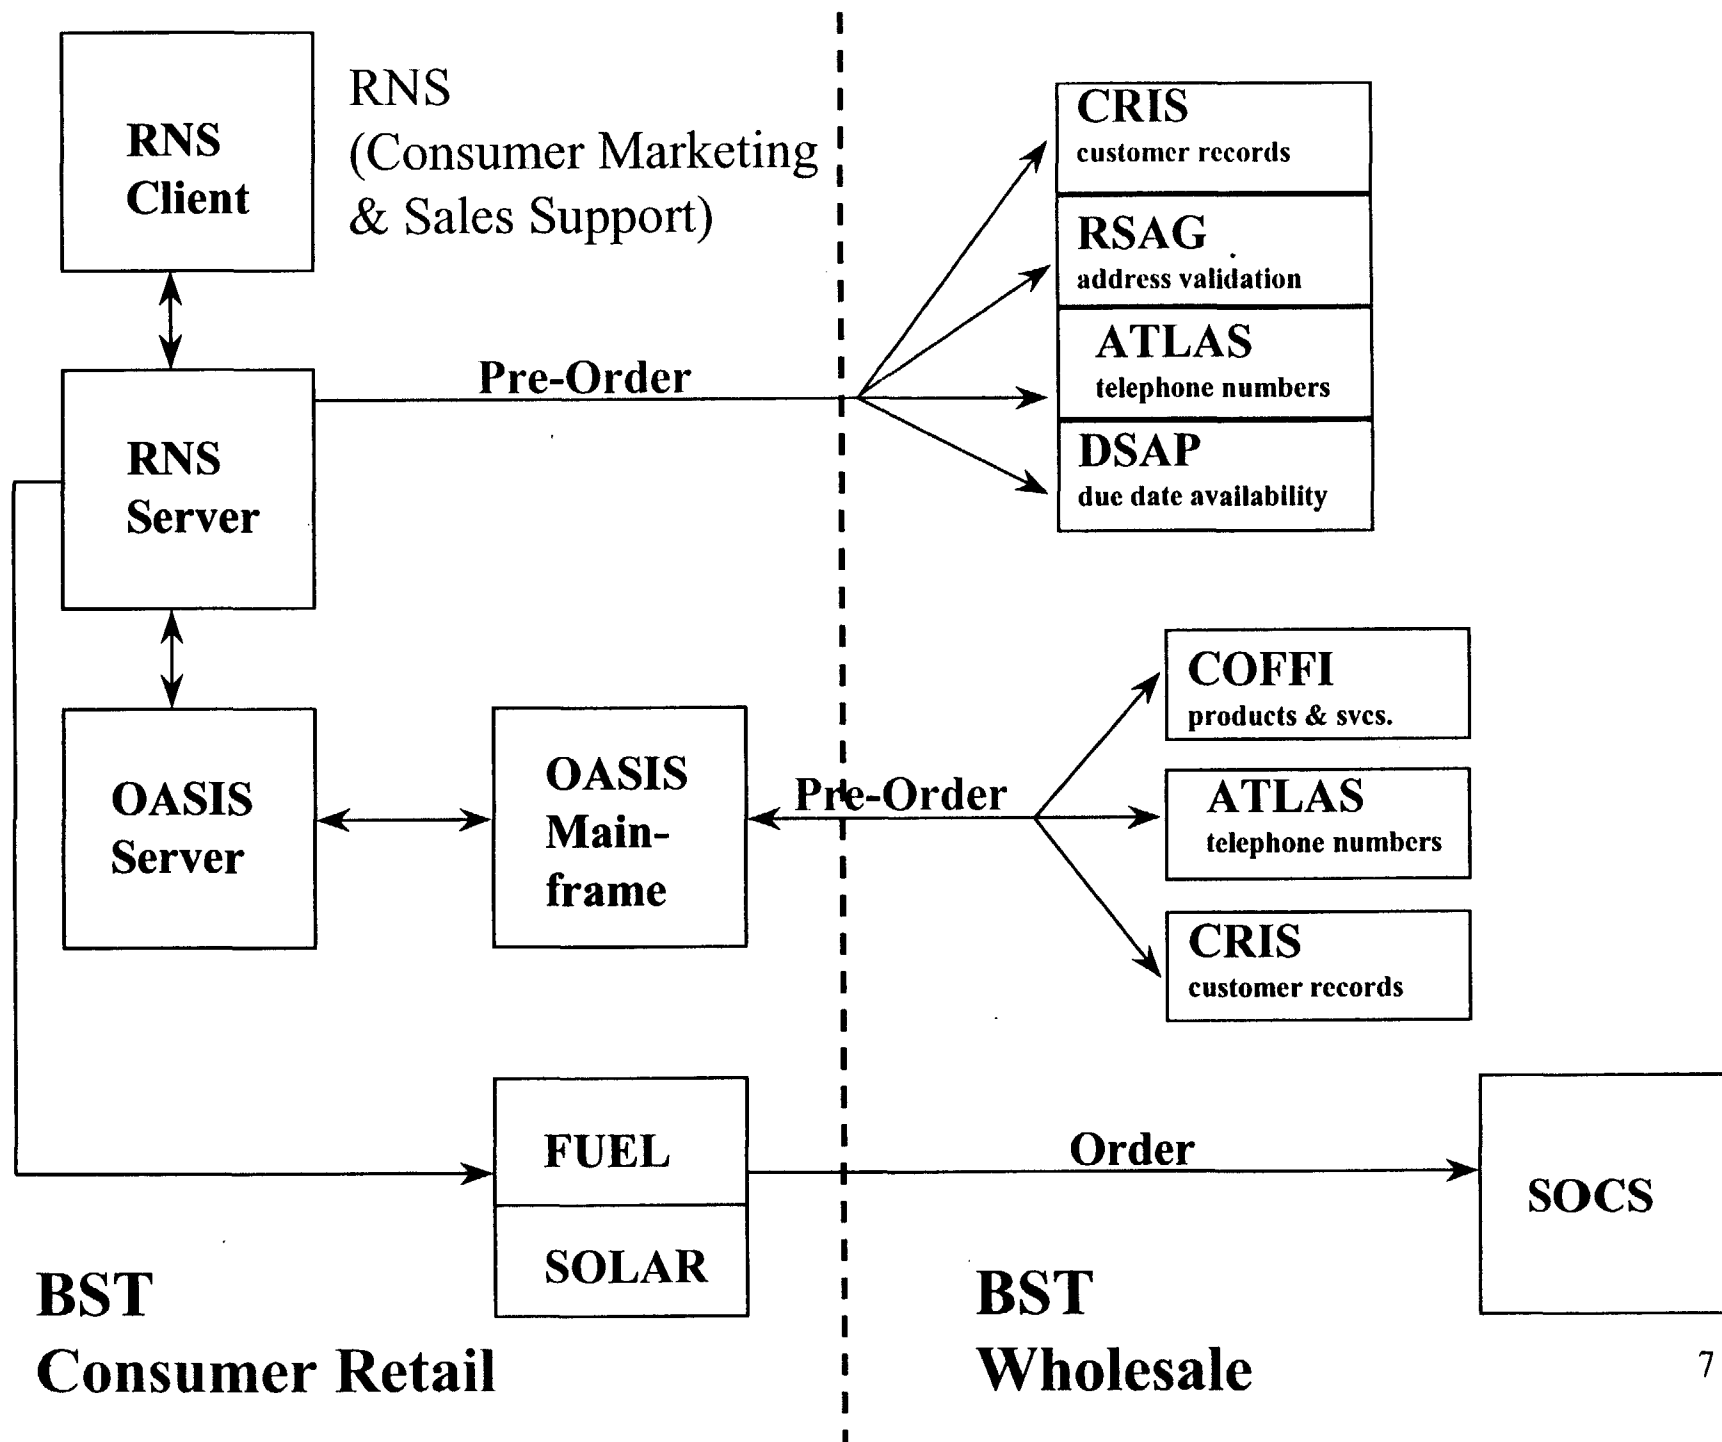 RNS
Client
RNS
(Consumer Marketing
& Sales Support)
CRIS
customer records
RSAG
address validation
ATLAS
telephone numbers
DSAP
due date availability
Pre-Order
RNS
Server
COFFI
products & svcs.
ATLAS
telephone numbers
CRIS
customer records
OASIS
Server
OASIS
Main-
frame
Pre-Order
FUEL
SOLAR
Order
SOCS
BST
Consumer Retail
BST
Wholesale
7